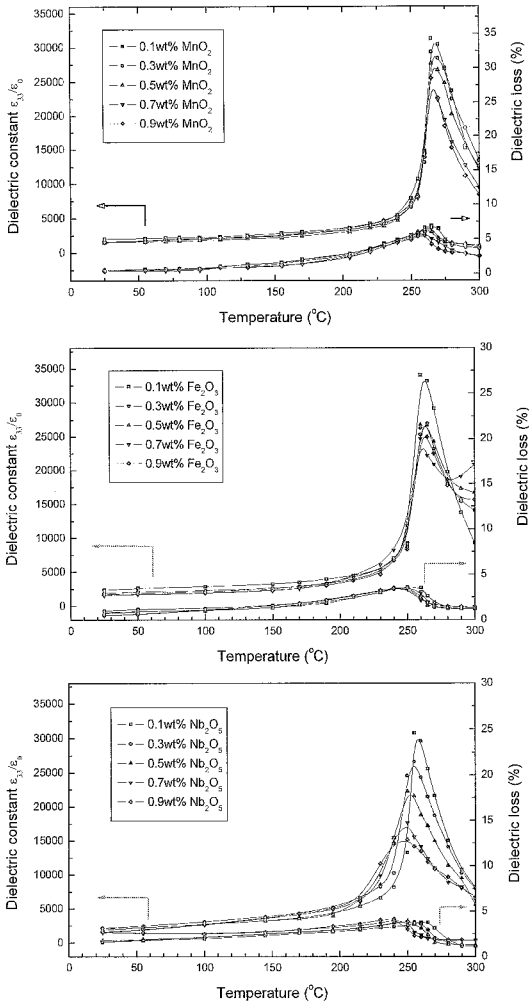 Dielectric constant ε33/ε0
35000
30000
25000
20000
15000
10000
5000
0
0.1wt% MnO2
0.3wt% MnO2
0.5wt% MnO2
0.7wt% MnO2
0.9wt% MnO2
35
30
25
20
15
10
5
0
Dielectric loss (%)
0 50 100 150 200 250 300
Temperature (°C)
Dielectric constant ε33/ε0
35000
30000
25000
20000
15000
10000
5000
0
0.1wt% Fe2O3
0.3wt% Fe2O3
0.5wt% Fe2O3
0.7wt% Fe2O3
0.9wt% Fe2O3
30
25
20
15
10
5
0
Dielectric loss (%)
0 50 100 150 200 250 300
Temperature (°C)
Dielectric constant ε33/ε0
35000
30000
25000
20000
15000
10000
5000
0
0.1wt% Nb2O5
0.3wt% Nb2O5
0.5wt% Nb2O5
0.7wt% Nb2O5
0.9wt% Nb2O5
30
25
20
15
10
5
0
Dielectric loss (%)
0 50 100 150 200 250 300
Temperature (°C)